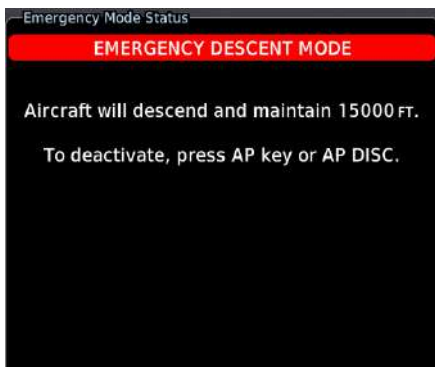 Emergency Mode Status
EMERGENCY DESCENT MODE
Aircraft will descend and maintain 15000 FT.
To deactivate, press AP key or AP DISC.